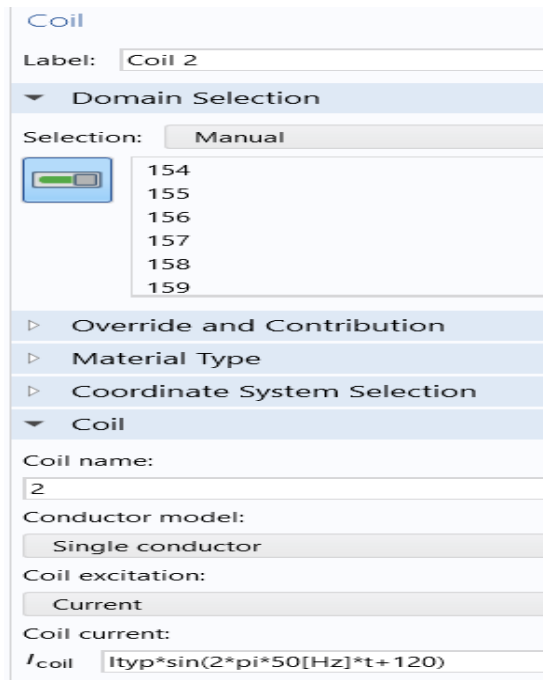 Coil
Label: Coil 2
Domain Selection
Selection: Manual
154
155
156
157
158
159
Override and Contribution
Material Type
Coordinate System Selection
Coil
Coil name:
2
Conductor model:
Single conductor
Coil excitation:
Current
Coil current:
Icoil Ityp*sin(2*pi*50[Hz]*t+120)